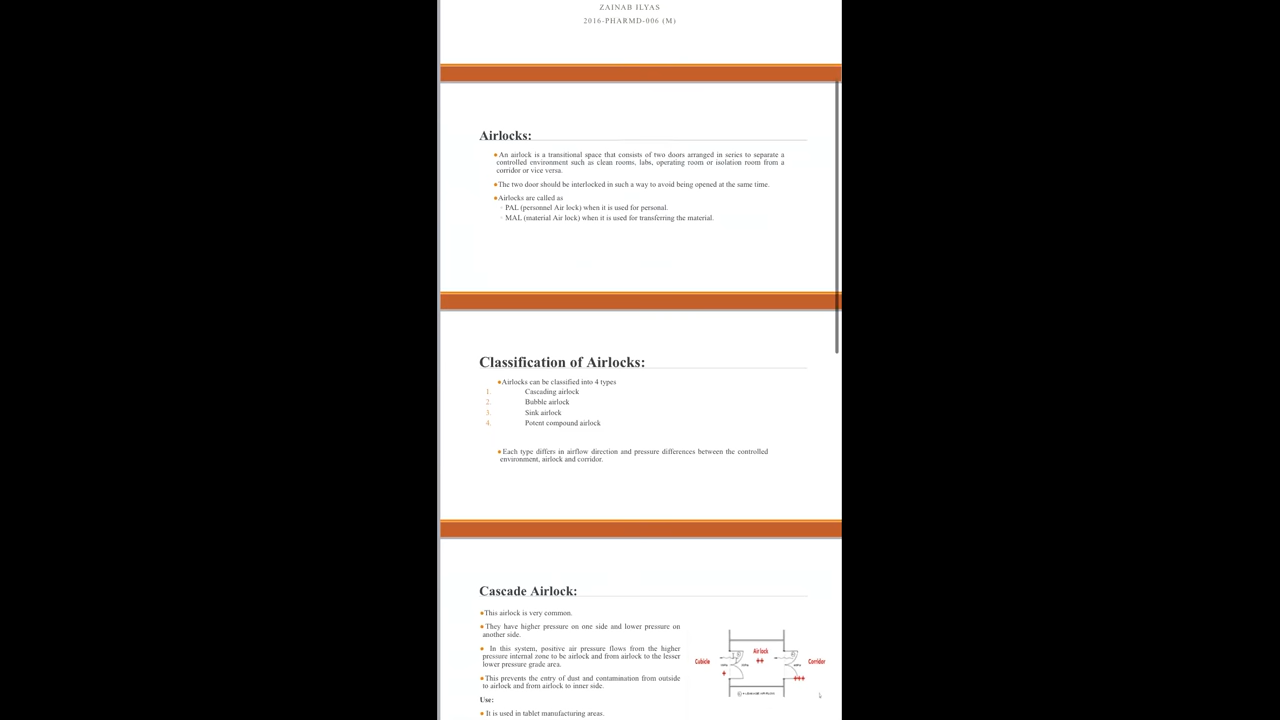 ZAINAB ILYAS
2016-PHARMD-006 (M)
Airlocks:
●An airlock is a transitional space that consists of two doors arranged in series to separate a
controlled environment such as clean rooms, labs, operating room or isolation room from a
corridor or vice versa.
●The two door should be interlocked in such a way to avoid being opened at the same time.
●Airlocks are called as
◦ PAL (personnel Air lock) when it is used for personal.
◦ MAL (material Air lock) when it is used for transferring the material.
Classification of Airlocks:
●Airlocks can be classified into 4 types
1. Cascading airlock
2. Bubble airlock
3. Sink airlock
4. Potent compound airlock
●Each type differs in airflow direction and pressure differences between the controlled
environment, airlock and corridor.
Cascade Airlock:
●This airlock is very common.
●They have higher pressure on one side and lower pressure on
another side.
● In this system, positive air pressure flows from the higher
pressure internal zone to be airlock and from airlock to the lesser
lower pressure grade area.
●This prevents the entry of dust and contamination from outside
to airlock and from airlock to inner side.
Use:
● It is used in tablet manufacturing areas.
Air lock
Cubicle ++ Corridor
+ +++